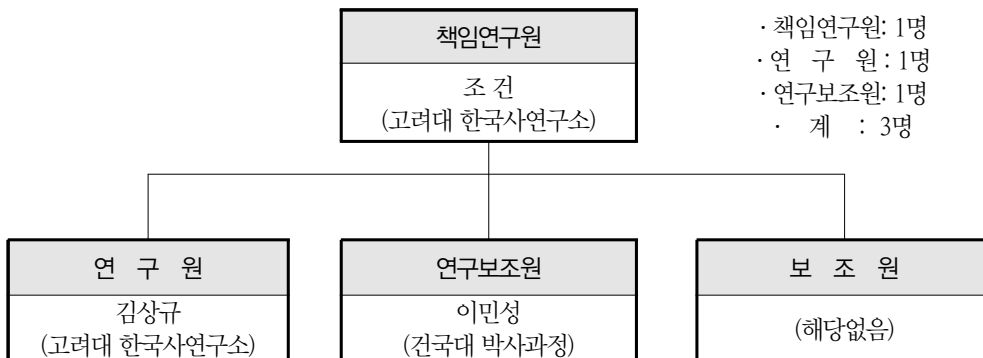 책임연구원
조 건
(고려대 한국사연구소)
· 책임연구원: 1명
· 연 구 원 : 1명
· 연구보조원: 1명
· 계 : 3명
연 구 원
김상규
(고려대 한국사연구소)
연구보조원
이민성
(건국대 박사과정)
보 조 원
(해당없음)